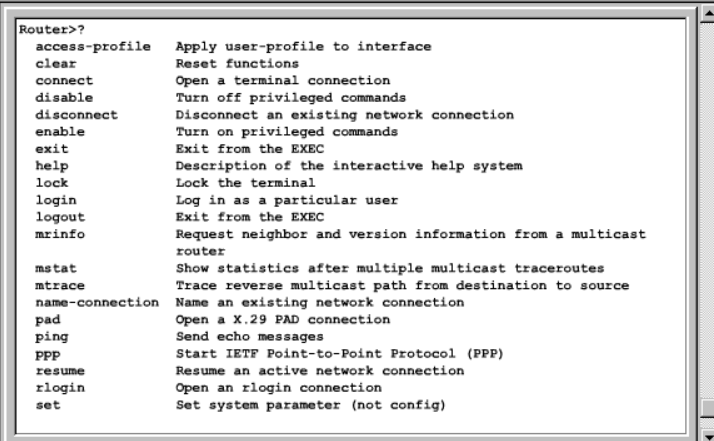 Router>?
access-profile Apply user-profile to interface
clear Reset functions
connect Open a terminal connection
disable Turn off privileged commands
disconnect Disconnect an existing network connection
enable Turn on privileged commands
exit Exit from the EXEC
help Description of the interactive help system
lock Lock the terminal
login Log in as a particular user
logout Exit from the EXEC
mrinfo Request neighbor and version information from a multicast
router
mstat Show statistics after multiple multicast traceroutes
mtrace Trace reverse multicast path from destination to source
name-connection Name an existing network connection
pad Open a X.29 PAD connection
ping Send echo messages
ppp Start IETF Point-to-Point Protocol (PPP)
resume Resume an active network connection
rlogin Open an rlogin connection
set Set system parameter (not config)